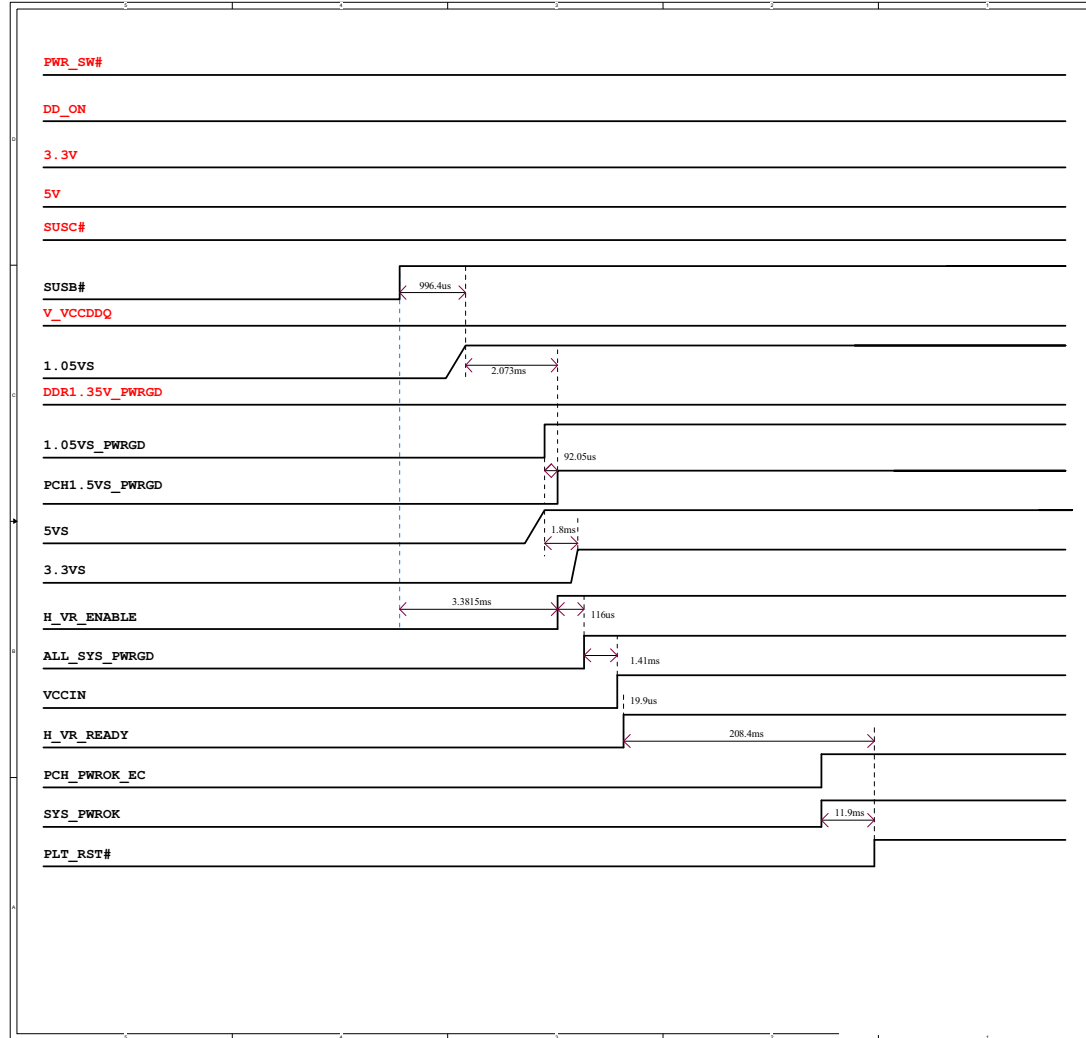 PWR_SW#
DD_ON
3.3V
5V
SUSC#
SUSB#
996.4us
V_VCCDDQ
1.05VS
2.073ms
DDR1.35V_PWRGD
1.05VS_PWRGD
92.05us
PCH1.5VS_PWRGD
5VS
1.8ms
3.3VS
3.3815ms
H_VR_ENABLE
116us
ALL_SYS_PWRGD
1.41ms
VCCIN
19.9us
H_VR_READY
208.4ms
PCH_PWROK_EC
SYS_PWROK
11.9ms
PLT_RST#